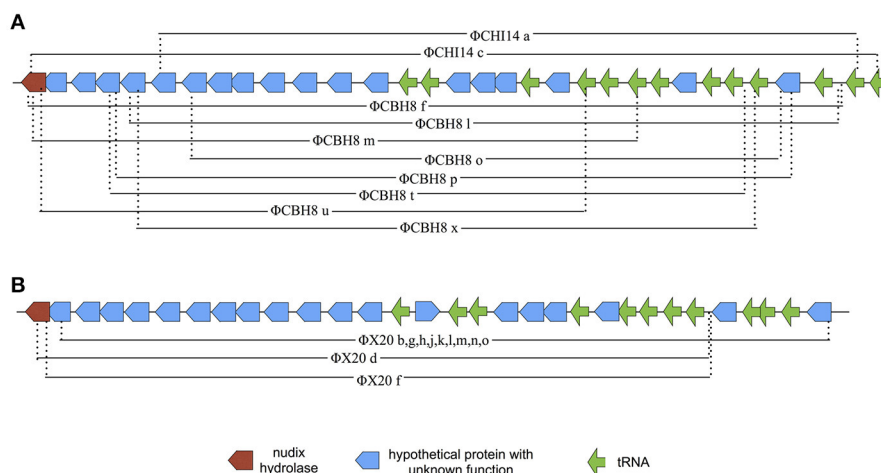 A
ΦCHI14 a
ΦCHI14 c
ΦCBH8 f
ΦCBH8 l
ΦCBH8 m
ΦCBH8 o
ΦCBH8 p
ΦCBH8 t
ΦCBH8 u
ΦCBH8 x
B
ΦX20 b,g,h,j,k,l,m,n,o
ΦX20 d
ΦX20 f
nudix
hydrolase
hypothetical protein with
unknown function
tRNA